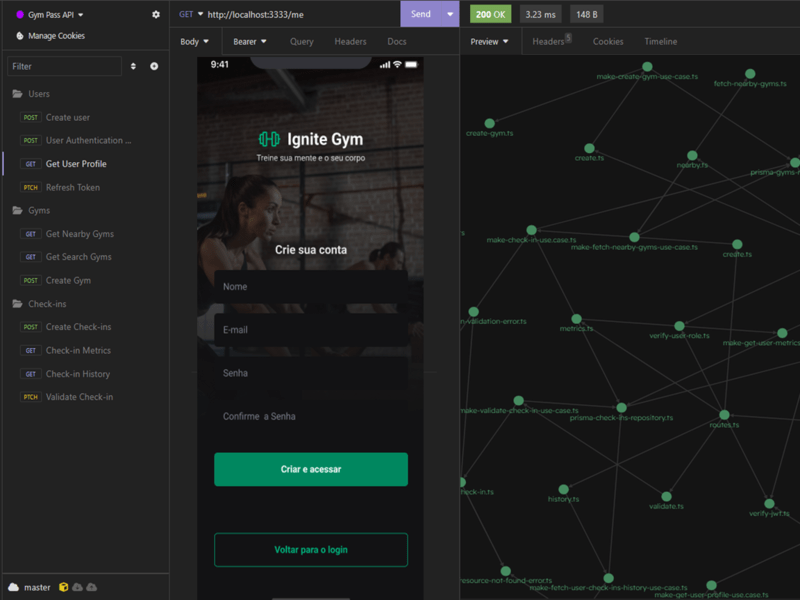 Gym Pass API
Manage Cookies
Filter
Users
POST Create user
POST User Authentication ...
GET Get User Profile
PTCH Refresh Token
Gyms
GET Get Nearby Gyms
GET Get Search Gyms
POST Create Gym
Check-ins
POST Create Check-ins
GET Check-in Metrics
GET Check-in History
PTCH Validate Check-in
master
GET http://localhost:3333/me
Send
Body Bearer Query Headers Docs
9:41
Ignite Gym
Treine sua mente e o seu corpo
Crie sua conta
Nome
E-mail
Senha
Confirme a Senha
Criar e acessar
Voltar para o login
200 OK 3.23 ms 148 B
Preview Headers 5 Cookies Timeline
make-create-gym-use-case.ts
fetch-nearby-gyms.ts
create-gym.ts
create.ts
nearby.ts
prisma-gyms-r
make-check-in-use-case.ts
make-fetch-nearby-gyms-use-case.ts
create.ts
n-validation-error.ts
metrics.ts
verify-user-role.ts
make-get-user-metrics
make-validate-check-in-use-case.ts
prisma-check-ins-repository.ts
routes.ts
heck-in.ts
history.ts
validate.ts
verify-jwt.ts
resource-not-found-error.ts
make-fetch-user-check-ins-history-use-case.ts
make-get-user-profile-use-case.ts